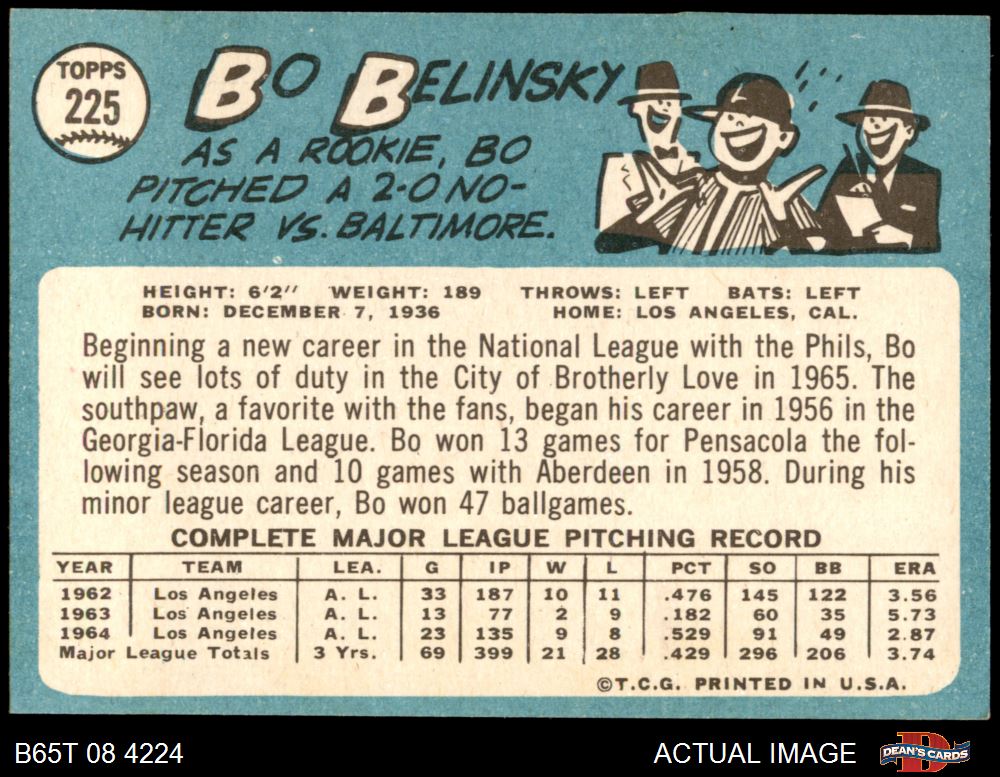 TOPPS
225
BO BELINSKY
AS A ROOKIE, BO
PITCHED A 2-0 NO-
HITTER VS. BALTIMORE.
HEIGHT: 6'2" WEIGHT: 189 THROWS: LEFT BATS: LEFT
BORN: DECEMBER 7, 1936 HOME: LOS ANGELES, CAL.
Beginning a new career in the National League with the Phils, Bo
will see lots of duty in the City of Brotherly Love in 1965. The
southpaw, a favorite with the fans, began his career in 1956 in the
Georgia-Florida League. Bo won 13 games for Pensacola the fol-
lowing season and 10 games with Aberdeen in 1958. During his
minor league career, Bo won 47 ballgames.
COMPLETE MAJOR LEAGUE PITCHING RECORD
YEAR TEAM LEA. G IP W L PCT SO BB ERA
1962 Los Angeles A. L. 33 187 10 11 .476 145 122 3.56
1963 Los Angeles A. L. 13 77 2 9 .182 60 35 5.73
1964 Los Angeles A. L. 23 135 9 8 .529 91 49 2.87
Major League Totals 3 Yrs. 69 399 21 28 .429 296 206 3.74
©T.C.G. PRINTED IN U.S.A.
B65T 08 4224 ACTUAL IMAGE DEAN'S CARDS